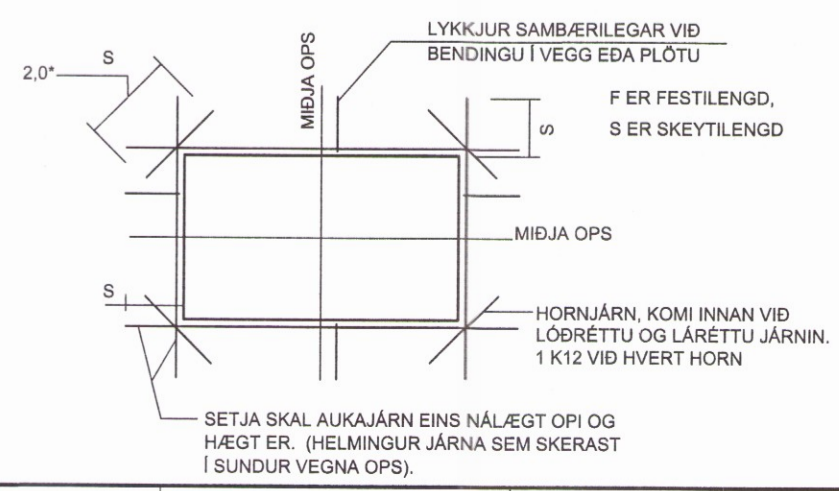 LYKKJUR SAMBÆRILEGAR VIÐ
BENDINGU Í VEGG EÐA PLÖTU
MIÐJA OPS
S
2,0*
F ER FESTILENGD,
S ER SKEYTILENGD
S
MIÐJA OPS
S
HORNJÁRN, KOMI INNAN VIÐ
LÓÐRÉTTU OG LÁRÉTTU JÁRNIN.
1 K12 VIÐ HVERT HORN
SETJA SKAL AUKAJÁRN EINS NÁLÆGT OPI OG
HÆGT ER. (HELMINGUR JÁRNA SEM SKERAST
Í SUNDUR VEGNA OPS).